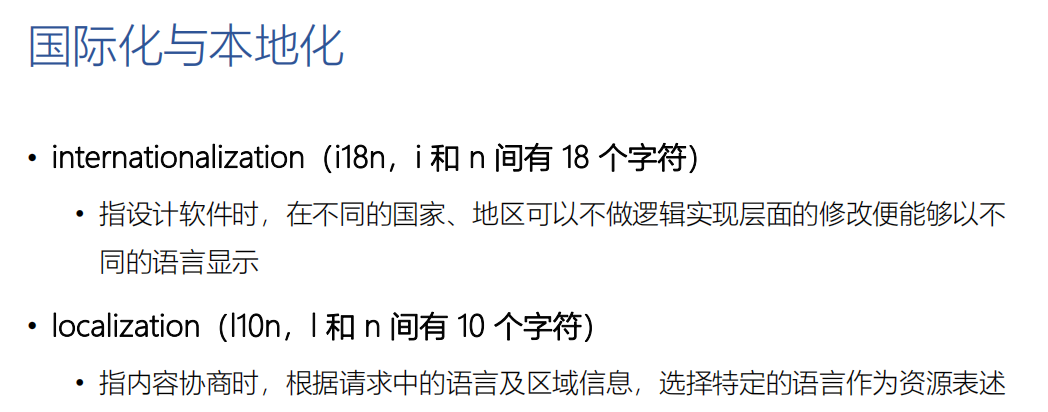 国际化与本地化
• internationalization（i18n，i 和 n 间有 18 个字符）
• 指设计软件时，在不同的国家、地区可以不做逻辑实现层面的修改便能够以不
同的语言显示
• localization（l10n，l 和 n 间有 10 个字符）
• 指内容协商时，根据请求中的语言及区域信息，选择特定的语言作为资源表述